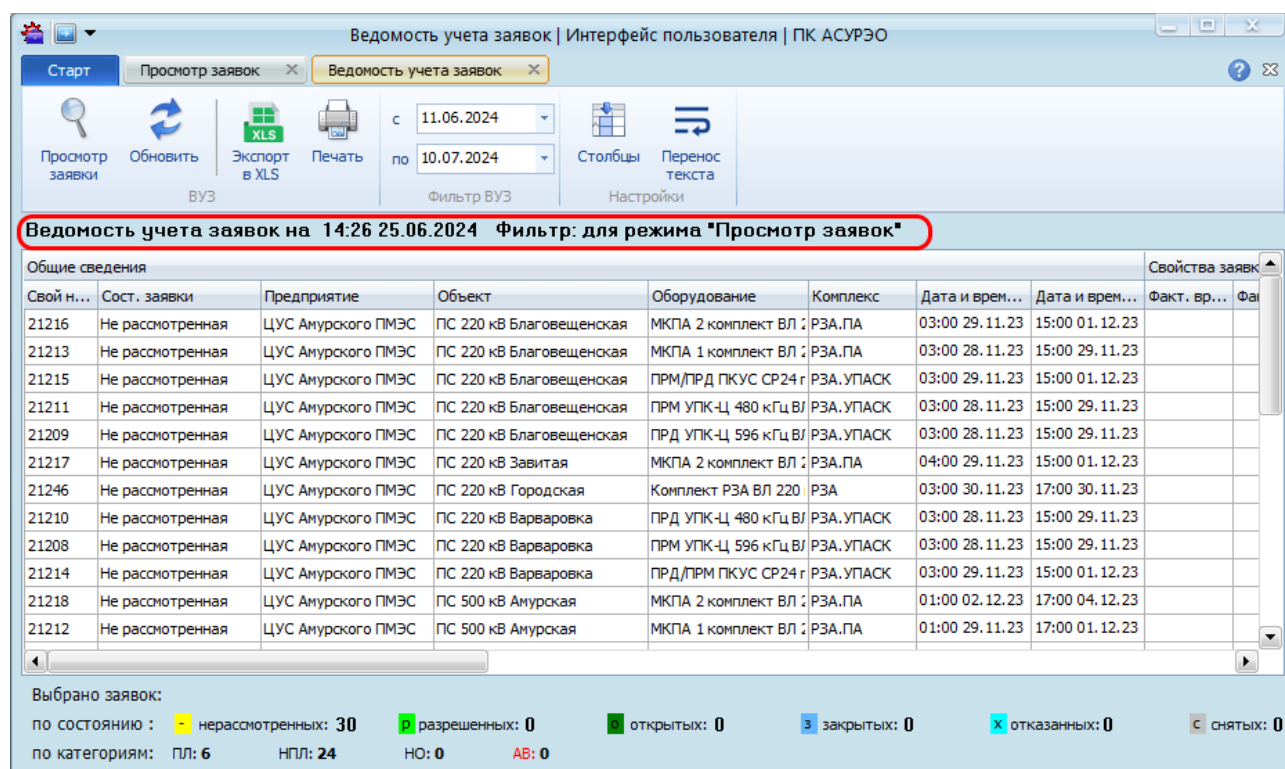 Ведомость учета заявок | Интерфейс пользователя | ПК АСУРЭО
Старт Просмотр заявок Ведомость учета заявок
Просмотр заявки Обновить Экспорт в XLS Печать с 11.06.2024 по 10.07.2024 Столбцы Перенос текста
ВУЗ Фильтр ВУЗ Настройки
Ведомость учета заявок на 14:26 25.06.2024 Фильтр: для режима "Просмотр заявок"
Общие сведения Свойства заявк
Свой н... Сост. заявки Предприятие Объект Оборудование Комплекс Дата и врем... Дата и врем... Факт. вр... Фа
21216 Не рассмотренная ЦУС Амурского ПМЭС ПС 220 кВ Благовещенская МКПА 2 комплект ВЛ 2 РЗА.ПА 03:00 29.11.23 15:00 01.12.23
21213 Не рассмотренная ЦУС Амурского ПМЭС ПС 220 кВ Благовещенская МКПА 1 комплект ВЛ 2 РЗА.ПА 03:00 28.11.23 15:00 29.11.23
21215 Не рассмотренная ЦУС Амурского ПМЭС ПС 220 кВ Благовещенская ПРМ/ПРД ПКУС СР24 г РЗА.УПАСК 03:00 29.11.23 15:00 01.12.23
21211 Не рассмотренная ЦУС Амурского ПМЭС ПС 220 кВ Благовещенская ПРМ УПК-Ц 480 кГц ВЛ РЗА.УПАСК 03:00 28.11.23 15:00 29.11.23
21209 Не рассмотренная ЦУС Амурского ПМЭС ПС 220 кВ Благовещенская ПРД УПК-Ц 596 кГц ВЛ РЗА.УПАСК 03:00 28.11.23 15:00 29.11.23
21217 Не рассмотренная ЦУС Амурского ПМЭС ПС 220 кВ Завитая МКПА 2 комплект ВЛ 2 РЗА.ПА 04:00 29.11.23 15:00 01.12.23
21246 Не рассмотренная ЦУС Амурского ПМЭС ПС 220 кВ Городская Комплект РЗА ВЛ 220 РЗА 03:00 30.11.23 17:00 30.11.23
21210 Не рассмотренная ЦУС Амурского ПМЭС ПС 220 кВ Варваровка ПРД УПК-Ц 480 кГц ВЛ РЗА.УПАСК 03:00 28.11.23 15:00 29.11.23
21208 Не рассмотренная ЦУС Амурского ПМЭС ПС 220 кВ Варваровка ПРМ УПК-Ц 596 кГц ВЛ РЗА.УПАСК 03:00 28.11.23 15:00 29.11.23
21214 Не рассмотренная ЦУС Амурского ПМЭС ПС 220 кВ Варваровка ПРД/ПРМ ПКУС СР24 г РЗА.УПАСК 03:00 29.11.23 15:00 01.12.23
21218 Не рассмотренная ЦУС Амурского ПМЭС ПС 500 кВ Амурская МКПА 2 комплект ВЛ 2 РЗА.ПА 01:00 02.12.23 17:00 04.12.23
21212 Не рассмотренная ЦУС Амурского ПМЭС ПС 500 кВ Амурская МКПА 1 комплект ВЛ 2 РЗА.ПА 01:00 29.11.23 17:00 01.12.23
Выбрано заявок:
по состоянию : - нерассмотренных: 30 р разрешенных: 0 о открытых: 0 з закрытых: 0 х отказанных: 0 с снятых: 0
по категориям: ПЛ: 6 НПЛ: 24 НО: 0 АВ: 0